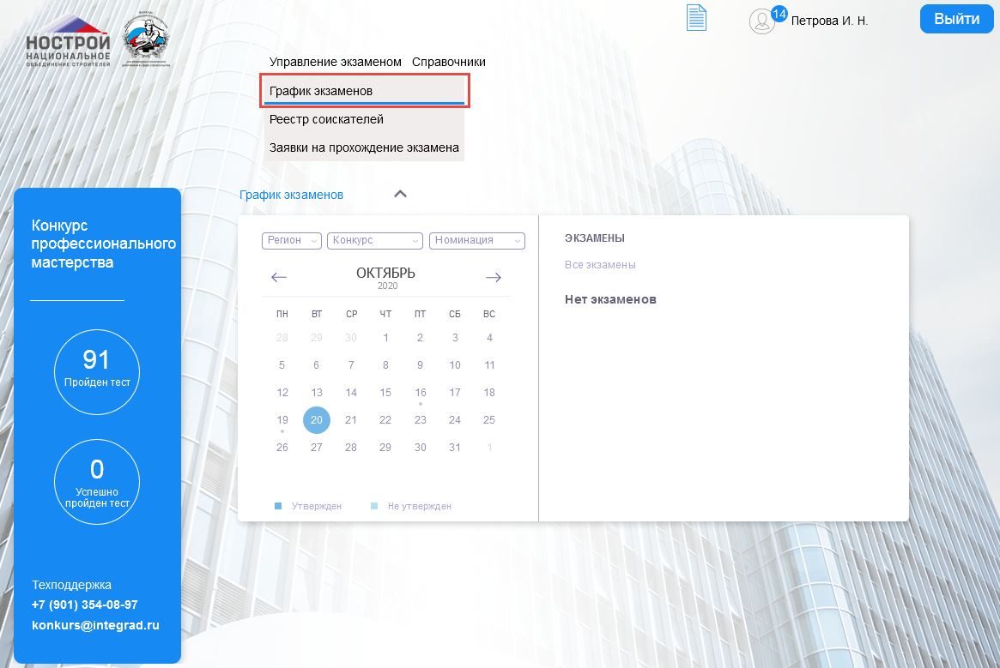 НОСТРОЙ
НАЦИОНАЛЬНОЕ
ОБЪЕДИНЕНИЕ СТРОИТЕЛЕЙ
14
Петрова И. Н.
Выйти
Управление экзаменом
Справочники
График экзаменов
Реестр соискателей
Заявки на прохождение экзамена
Конкурс
профессионального
мастерства
91
Пройден тест
0
Успешно
пройден тест
Техподдержка
+7 (901) 354-08-97
konkurs@integrad.ru
График экзаменов
Регион
Конкурс
Номинация
ОКТЯБРЬ
2020
ПН ВТ СР ЧТ ПТ СБ ВС
28 29 30 1 2 3 4
5 6 7 8 9 10 11
12 13 14 15 16 17 18
19 20 21 22 23 24 25
26 27 28 29 30 31 1
Утвержден
Не утвержден
ЭКЗАМЕНЫ
Все экзамены
Нет экзаменов